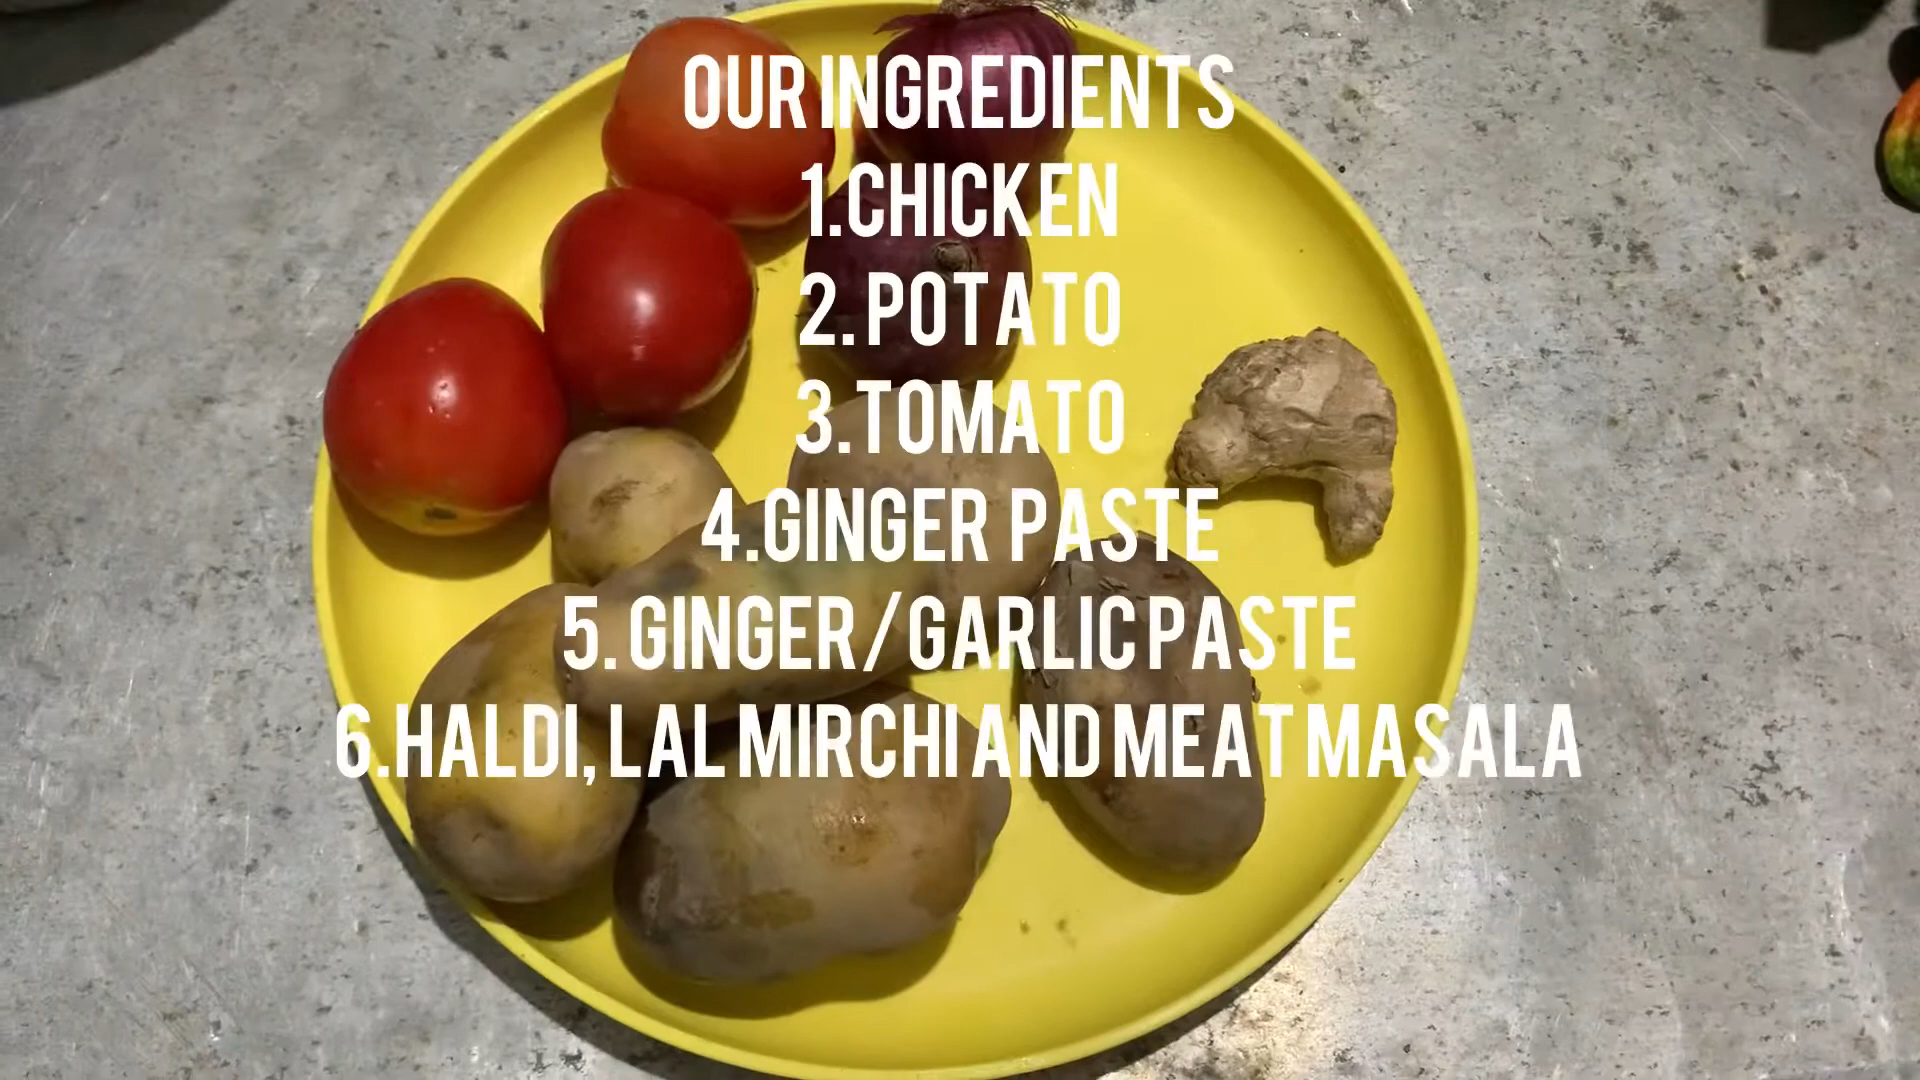 OUR INGREDIENTS
1.CHICKEN
2. POTATO
3.TOMATO
4.GINGER PASTE
5. GINGER/GARLIC PASTE
6.HALDI, LAL MIRCHI AND MEAT MASALA